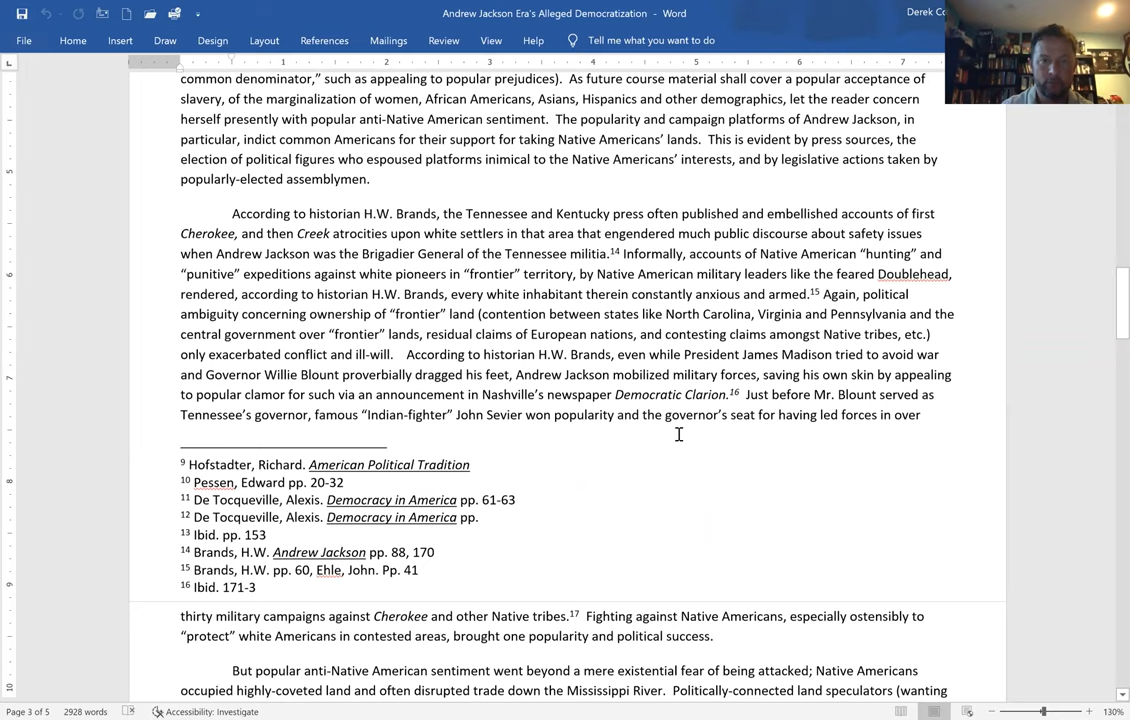 Andrew Jackson Era's Alleged Democratization - Word
Derek Co
File Home Insert Draw Design Layout References Mailings Review View Help Tell me what you want to do
1 2 3 4 5 6 7
common denominator," such as appealing to popular prejudices). As future course material shall cover a popular acceptance of
slavery, of the marginalization of women, African Americans, Asians, Hispanics and other demographics, let the reader concern
herself presently with popular anti-Native American sentiment. The popularity and campaign platforms of Andrew Jackson, in
particular, indict common Americans for their support for taking Native Americans' lands. This is evident by press sources, the
election of political figures who espoused platforms inimical to the Native Americans' interests, and by legislative actions taken by
popularly-elected assemblymen.
According to historian H.W. Brands, the Tennessee and Kentucky press often published and embellished accounts of first
Cherokee, and then Creek atrocities upon white settlers in that area that engendered much public discourse about safety issues
when Andrew Jackson was the Brigadier General of the Tennessee militia.14 Informally, accounts of Native American "hunting" and
"punitive" expeditions against white pioneers in "frontier" territory, by Native American military leaders like the feared Doublehead,
rendered, according to historian H.W. Brands, every white inhabitant therein constantly anxious and armed.15 Again, political
ambiguity concerning ownership of "frontier" land (contention between states like North Carolina, Virginia and Pennsylvania and the
central government over "frontier" lands, residual claims of European nations, and contesting claims amongst Native tribes, etc.)
only exacerbated conflict and ill-will. According to historian H.W. Brands, even while President James Madison tried to avoid war
and Governor Willie Blount proverbially dragged his feet, Andrew Jackson mobilized military forces, saving his own skin by appealing
to popular clamor for such via an announcement in Nashville's newspaper Democratic Clarion.16 Just before Mr. Blount served as
Tennessee's governor, famous "Indian-fighter" John Sevier won popularity and the governor's seat for having led forces in over
9 Hofstadter, Richard. American Political Tradition
10 Pessen, Edward pp. 20-32
11 De Tocqueville, Alexis. Democracy in America pp. 61-63
12 De Tocqueville, Alexis. Democracy in America pp.
13 Ibid. pp. 153
14 Brands, H.W. Andrew Jackson pp. 88, 170
15 Brands, H.W. pp. 60, Ehle, John. Pp. 41
16 Ibid. 171-3
thirty military campaigns against Cherokee and other Native tribes.17 Fighting against Native Americans, especially ostensibly to
"protect" white Americans in contested areas, brought one popularity and political success.
But popular anti-Native American sentiment went beyond a mere existential fear of being attacked; Native Americans
occupied highly-coveted land and often disrupted trade down the Mississippi River. Politically-connected land speculators (wanting
5
6
7
8
9
10
Page 3 of 5 2928 words Accessibility: Investigate 130%